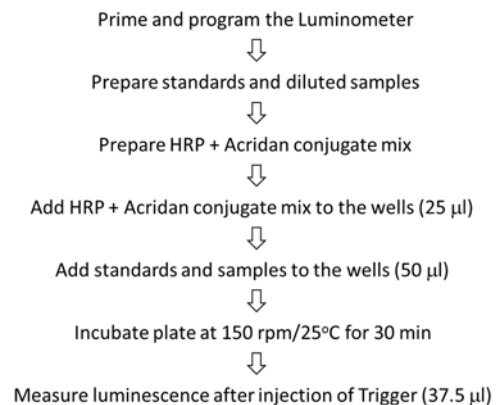 Prime and program the Luminometer
Prepare standards and diluted samples
Prepare HRP + Acridan conjugate mix
Add HRP + Acridan conjugate mix to the wells (25 μl)
Add standards and samples to the wells (50 μl)
Incubate plate at 150 rpm/25°C for 30 min
Measure luminescence after injection of Trigger (37.5 μl)